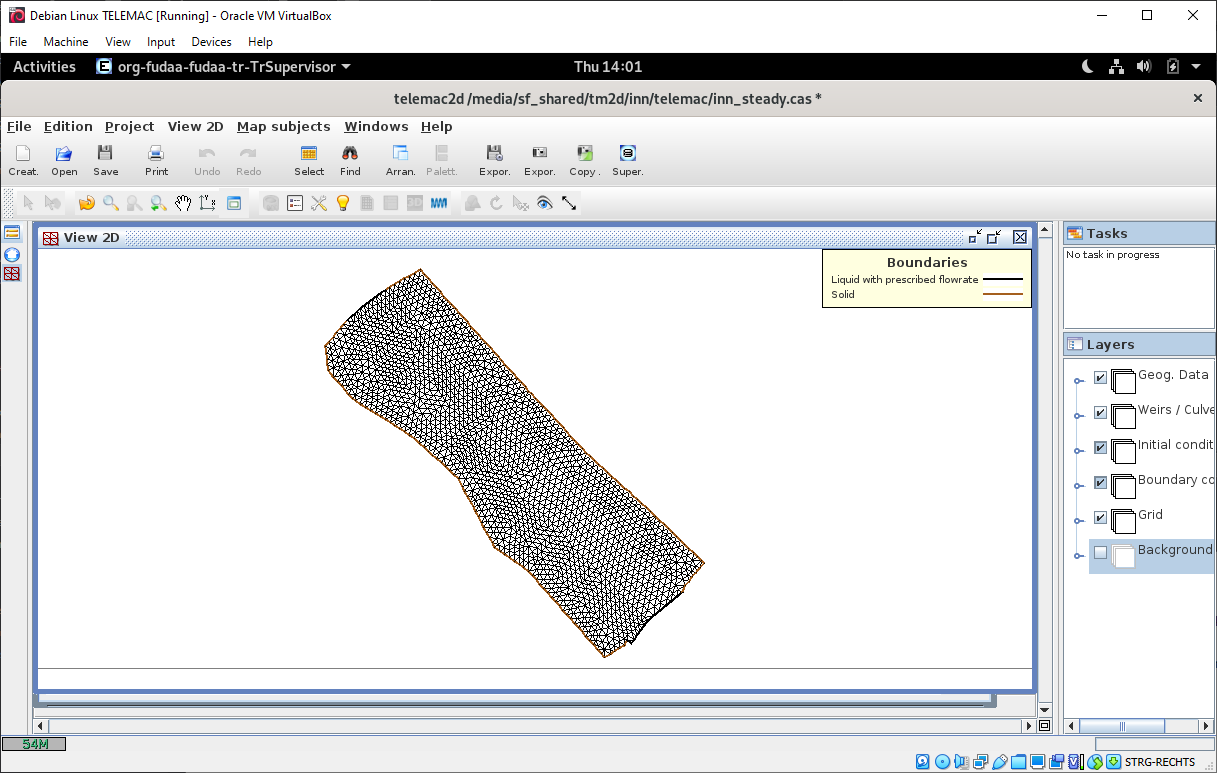 Debian Linux TELEMAC [Running] - Oracle VM VirtualBox
File Machine View Input Devices Help
Activities org-fudaa-fudaa-tr-TrSupervisor Thu 14:01
telemac2d /media/sf_shared/tm2d/inn/telemac/inn_steady.cas *
File Edition Project View 2D Map subjects Windows Help
Creat. Open Save Print Undo Redo Select Find Arran. Palett. Expor. Expor. Copy . Super.
View 2D
Boundaries
Liquid with prescribed flowrate
Solid
Tasks
No task in progress
Layers
Geog. Data
Weirs / Culve
Initial condit
Boundary co
Grid
Background
54M
STRG-RECHTS